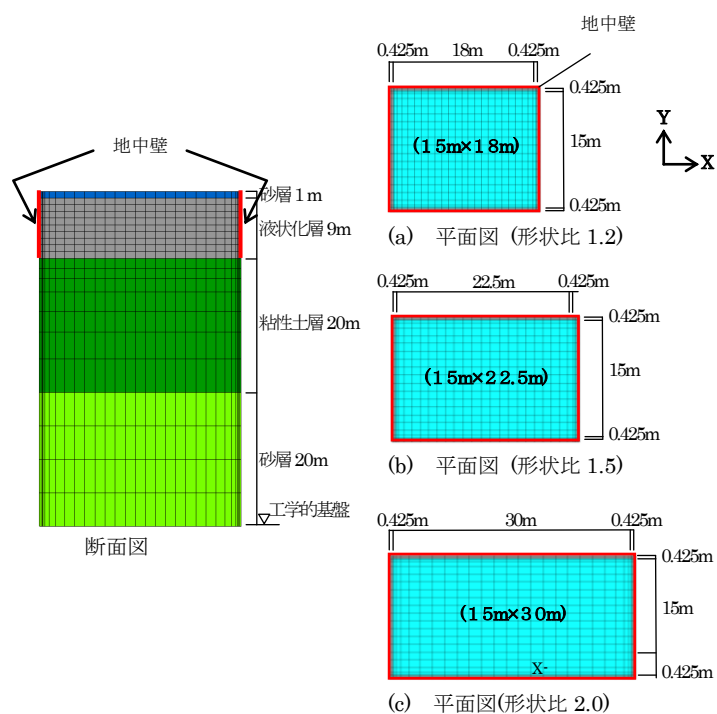 地中壁
砂層 1 m
液状化層 9m
粘性土層 20m
砂層 20m
工学的基盤
断面図
地中壁
0.425m 18m 0.425m
0.425m
(15m×18m)
15m
0.425m
Y
X
(a) 平面図 (形状比 1.2)
0.425m 22.5m 0.425m
0.425m
(15m×22.5m)
15m
0.425m
(b) 平面図 (形状比 1.5)
0.425m 30m 0.425m
0.425m
(15m×30m)
15m
X-
0.425m
(c) 平面図(形状比 2.0)